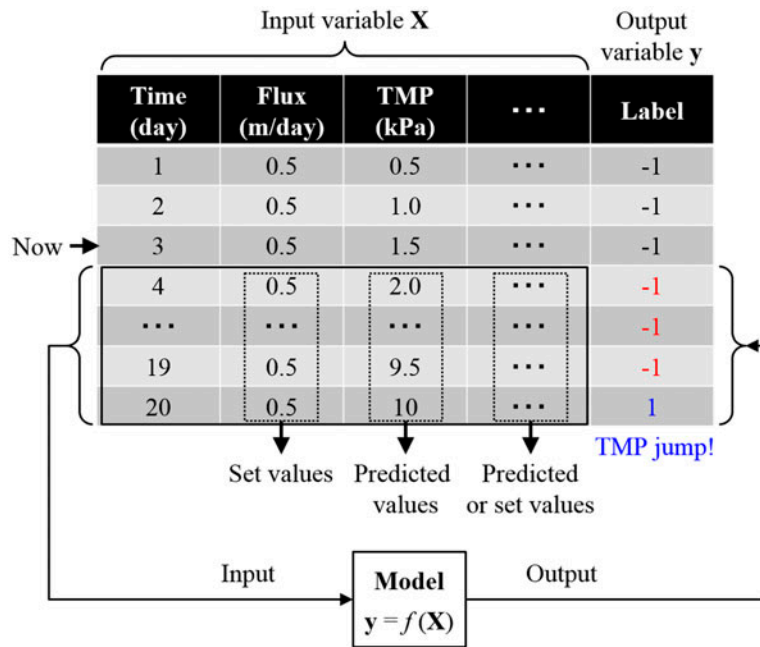 Input variable X
Output
variable y
Time
(day)
Flux
(m/day)
TMP
(kPa)
...
Label
1 0.5 0.5 ... -1
2 0.5 1.0 ... -1
Now
3 0.5 1.5 ... -1
4 0.5 2.0 ... -1
... ... ... ... -1
19 0.5 9.5 ... -1
20 0.5 10 ... 1
TMP jump!
Set values
Predicted
values
Predicted
or set values
Input
Model
y = f(X)
Output